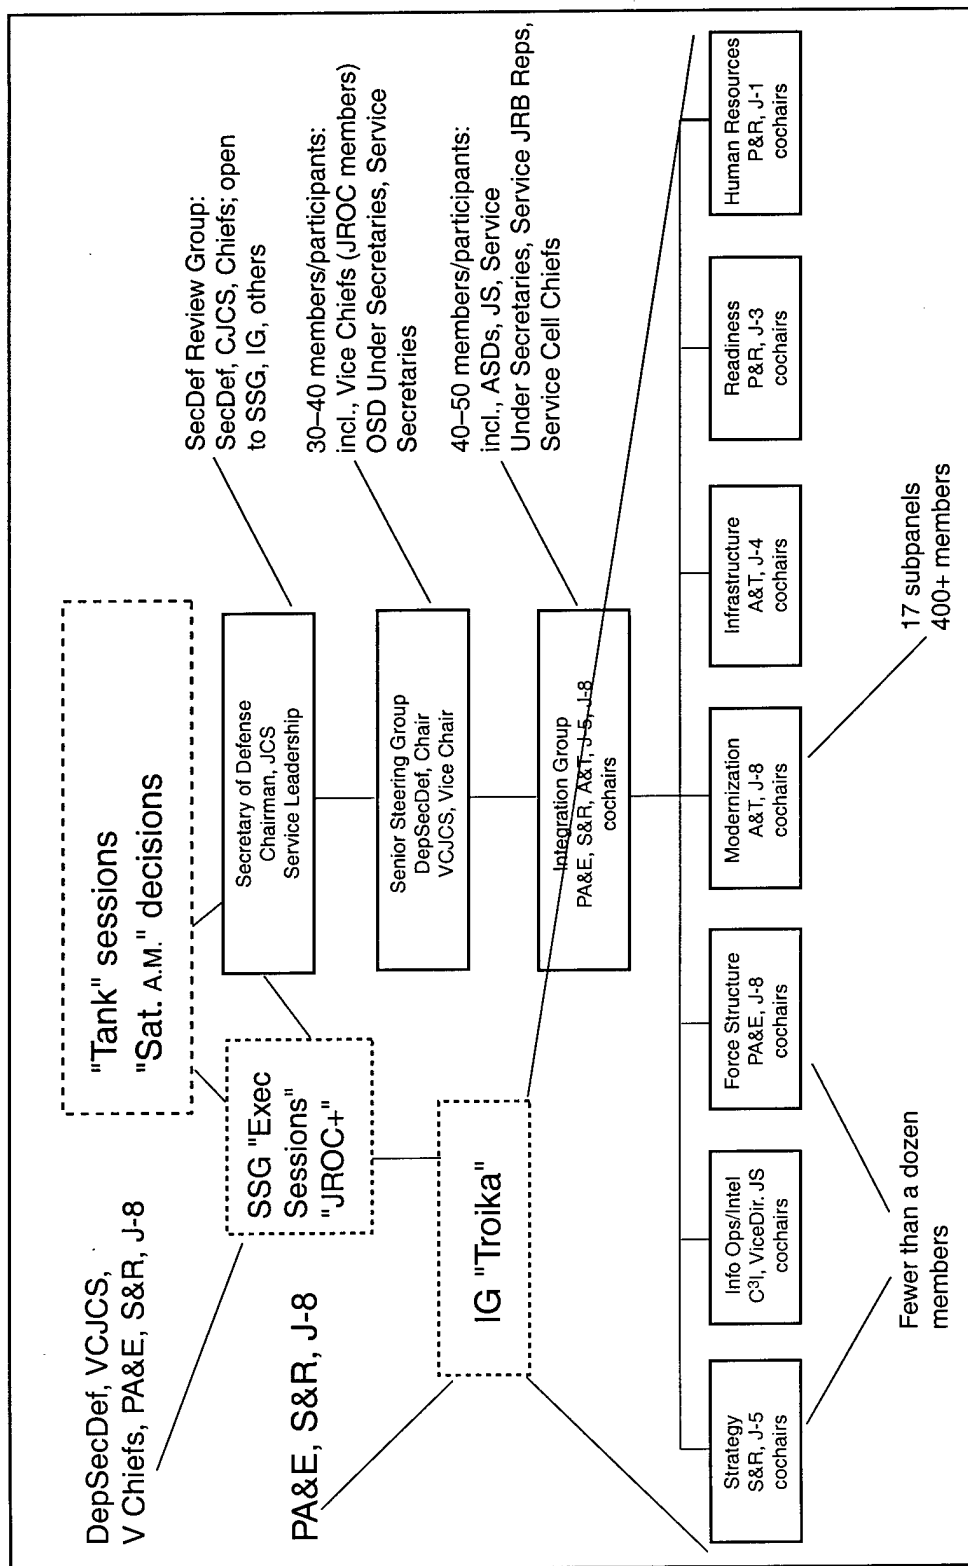 "Tank" sessions
"Sat. A.M." decisions
DepSecDef, VCJCS,
V Chiefs, PA&E, S&R, J-8
SSG "Exec
Sessions"
"JROC+"
Secretary of Defense
Chairman, JCS
Service Leadership
SecDef Review Group:
SecDef, CJCS, Chiefs; open
to SSG, IG, others
PA&E, S&R, J-8
Senior Steering Group
DepSecDef, Chair
VCJCS, Vice Chair
30–40 members/participants:
incl., Vice Chiefs (JROC members)
OSD Under Secretaries, Service
Secretaries
IG "Troika"
Integration Group
PA&E, S&R, A&T, J-5, J-8
cochairs
40–50 members/participants:
incl., ASDs, JS, Service
Under Secretaries, Service JRB Reps,
Service Cell Chiefs
Strategy
S&R, J-5
cochairs
Info Ops/Intel
C³I, ViceDir. JS
cochairs
Force Structure
PA&E, J-8
cochairs
Modernization
A&T, J-8
cochairs
Infrastructure
A&T, J-4
cochairs
Readiness
P&R, J-3
cochairs
Human Resources
P&R, J-1
cochairs
Fewer than a dozen
members
17 subpanels
400+ members